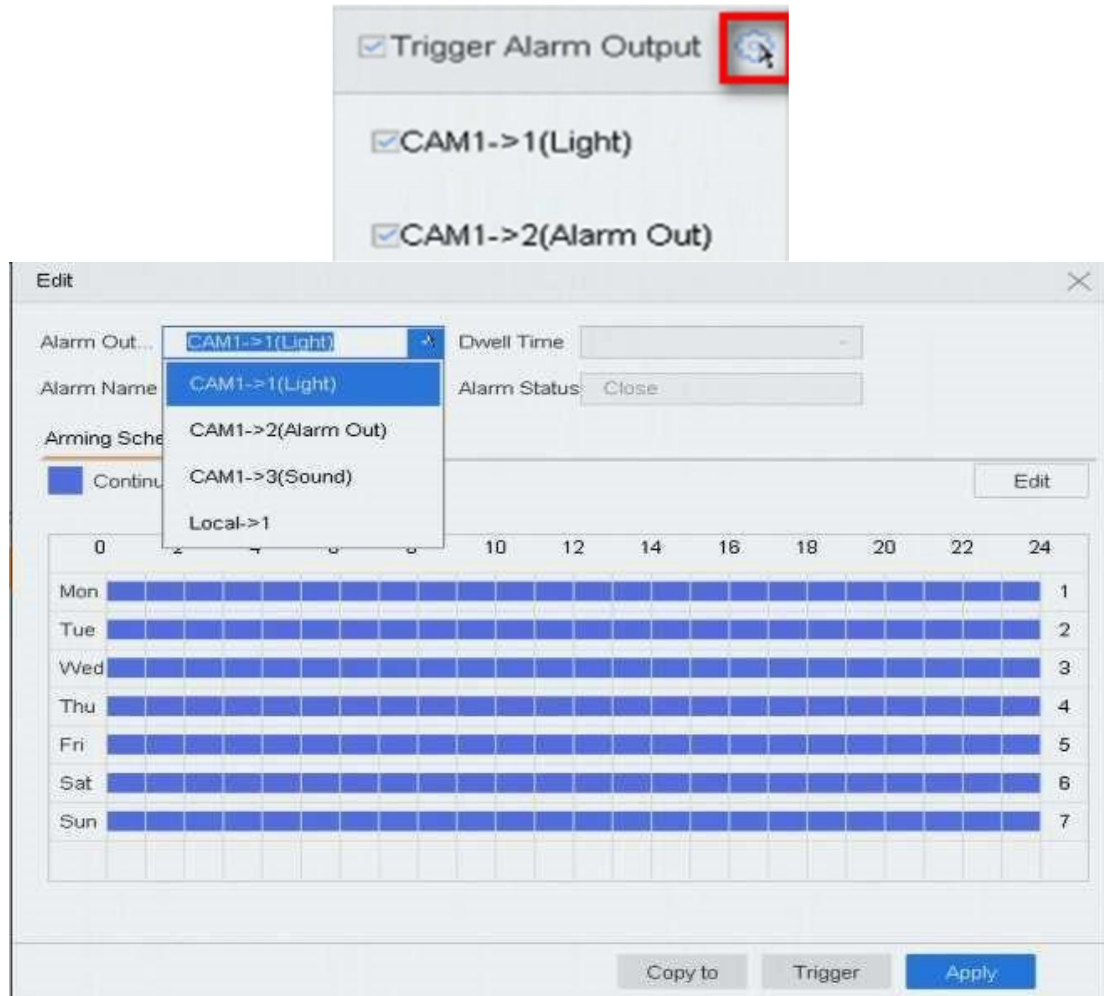 Trigger Alarm Output
CAM1->1(Light)
CAM1->2(Alarm Out)
Edit
Alarm Out... CAM1->1(Light) Dwell Time
Alarm Name CAM1->1(Light) Alarm Status Close
CAM1->2(Alarm Out)
Arming Sche
CAM1->3(Sound)
Continu Edit
Local->1
0 10 12 14 16 18 20 22 24
Mon 1
Tue 2
Wed 3
Thu 4
Fri 5
Sat 6
Sun 7
Copy to Trigger Apply